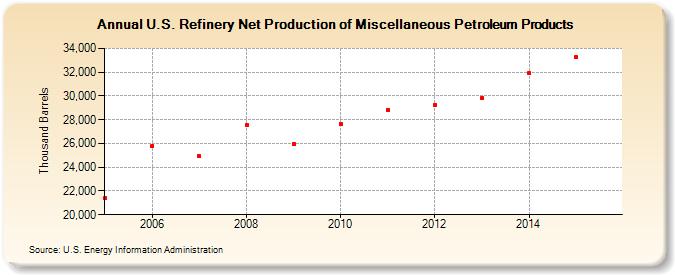 Annual U.S. Refinery Net Production of Miscellaneous Petroleum Products
Thousand Barrels
34,000
32,000
30,000
28,000
26,000
24,000
22,000
20,000
2006 2008 2010 2012 2014
Source: U.S. Energy Information Administration